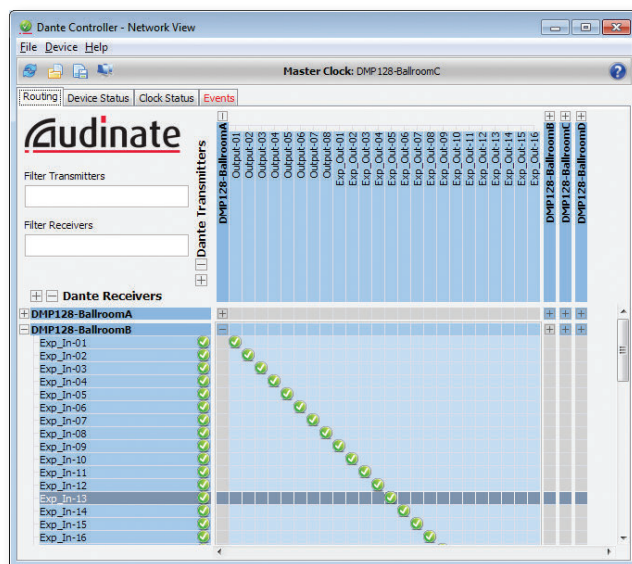 Dante Controller - Network View
File Device Help
Master Clock: DMP128-BallroomC
Routing Device Status Clock Status Events
Audinate
Filter Transmitters
Filter Receivers
Dante Transmitters
DMP128-BallroomA
Output-01
Output-02
Output-03
Output-04
Output-05
Output-06
Output-07
Output-08
Exp_Out-01
Exp_Out-02
Exp_Out-03
Exp_Out-04
Exp_Out-05
Exp_Out-06
Exp_Out-07
Exp_Out-08
Exp_Out-09
Exp_Out-10
Exp_Out-11
Exp_Out-12
Exp_Out-13
Exp_Out-14
Exp_Out-15
Exp_Out-16
DMP128-BallroomB
DMP128-BallroomC
DMP128-BallroomD
Dante Receivers
DMP128-BallroomA
DMP128-BallroomB
Exp_In-01
Exp_In-02
Exp_In-03
Exp_In-04
Exp_In-05
Exp_In-06
Exp_In-07
Exp_In-08
Exp_In-09
Exp_In-10
Exp_In-11
Exp_In-12
Exp_In-13
Exp_In-14
Exp_In-15
Exp_In-16